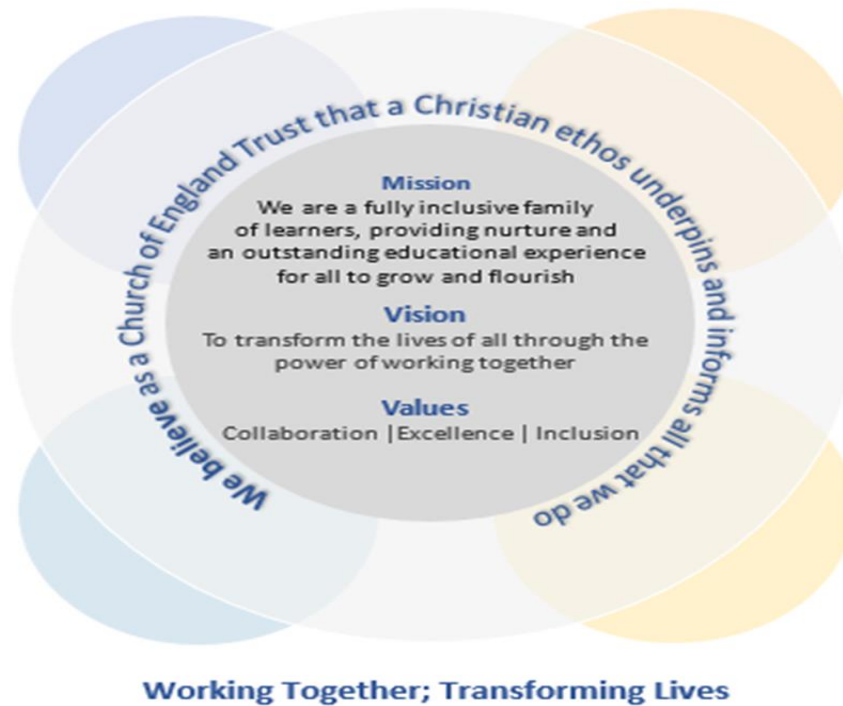 We believe as a Church of England Trust that a Christian ethos underpins and informs all that we do
Mission
We are a fully inclusive family
of learners, providing nurture and
an outstanding educational experience
for all to grow and flourish
Vision
To transform the lives of all through the
power of working together
Values
Collaboration |Excellence | Inclusion
Working Together; Transforming Lives